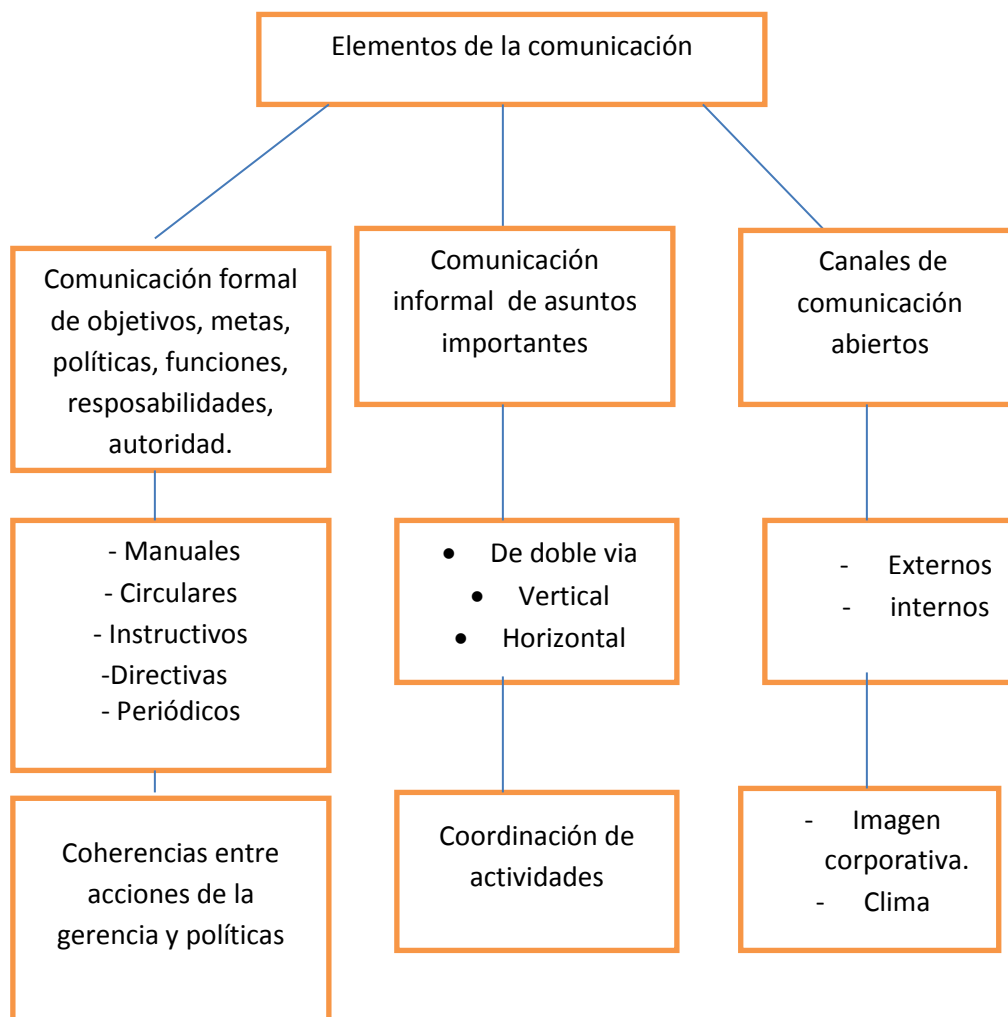 Elementos de la comunicación
Comunicación formal
de objetivos, metas,
políticas, funciones,
resposabilidades,
autoridad.
Comunicación
informal de asuntos
importantes
Canales de
comunicación
abiertos
- Manuales
- Circulares
- Instructivos
-Directivas
- Periódicos
• De doble via
• Vertical
• Horizontal
- Externos
- internos
Coherencias entre
acciones de la
gerencia y políticas
Coordinación de
actividades
- Imagen
corporativa.
- Clima